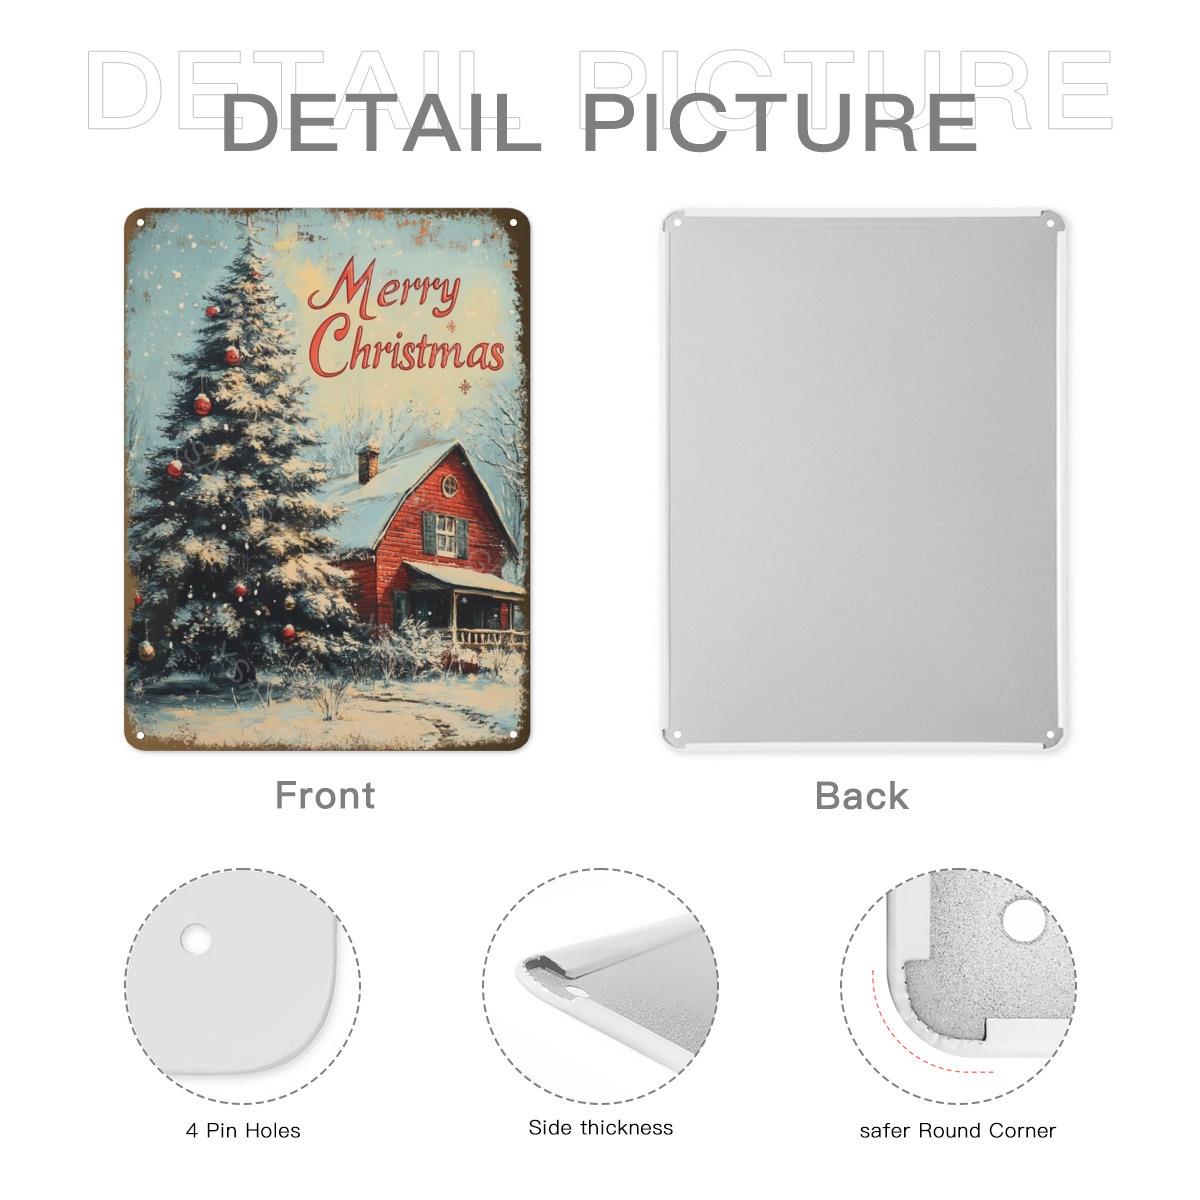 DETAIL PICTURE
DETAIL PICTURE
Merry
Christmas
Front
Back
4 Pin Holes
Side thickness
safer Round Corner